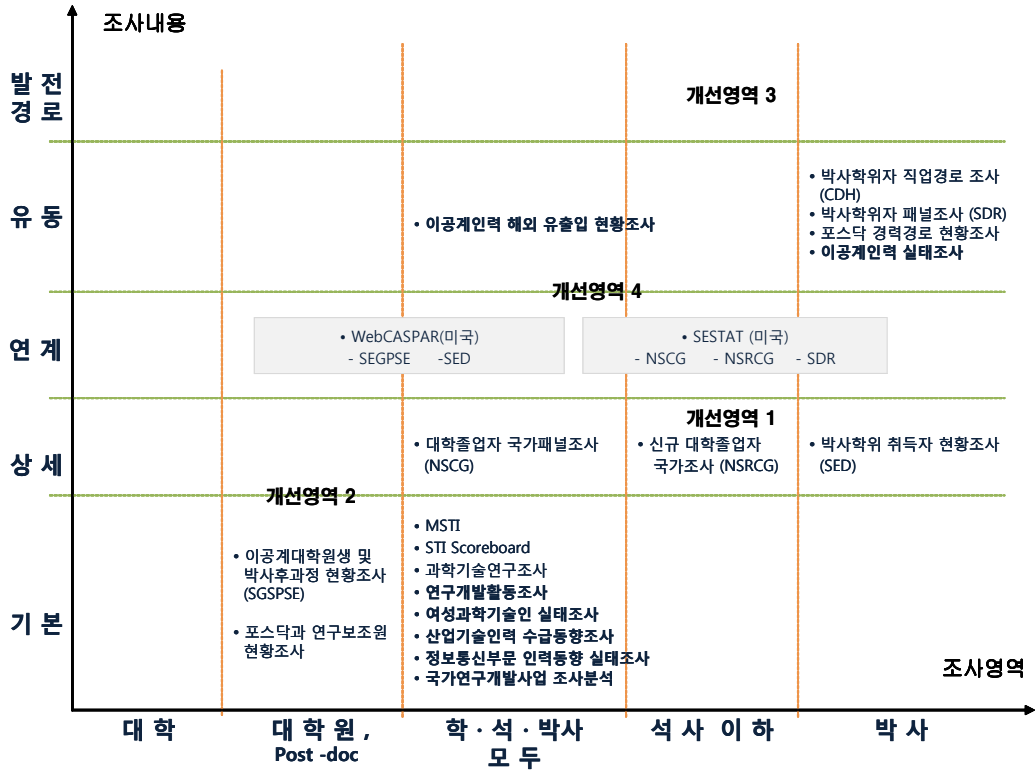 조사내용
발 전
경 로
개선영역 3
유 동
• 이공계인력 해외 유출입 현황조사
• 박사학위자 직업경로 조사
(CDH)
• 박사학위자 패널조사 (SDR)
• 포스닥 경력경로 현황조사
• 이공계인력 실태조사
개선영역 4
연 계
• WebCASPAR(미국)
- SEGPSE -SED
• SESTAT (미국)
- NSCG - NSRCG - SDR
개선영역 1
상 세
• 대학졸업자 국가패널조사
(NSCG)
• 신규 대학졸업자
국가조사 (NSRCG)
• 박사학위 취득자 현황조사
(SED)
개선영역 2
기 본
• 이공계대학원생 및
박사후과정 현황조사
(SGSPSE)
• 포스닥과 연구보조원
현황조사
• MSTI
• STI Scoreboard
• 과학기술연구조사
• 연구개발활동조사
• 여성과학기술인 실태조사
• 산업기술인력 수급동향조사
• 정보통신부문 인력동향 실태조사
• 국가연구개발사업 조사분석
조사영역
대 학
대 학 원 ,
Post -doc
학 · 석 · 박사
모 두
석 사 이 하
박 사